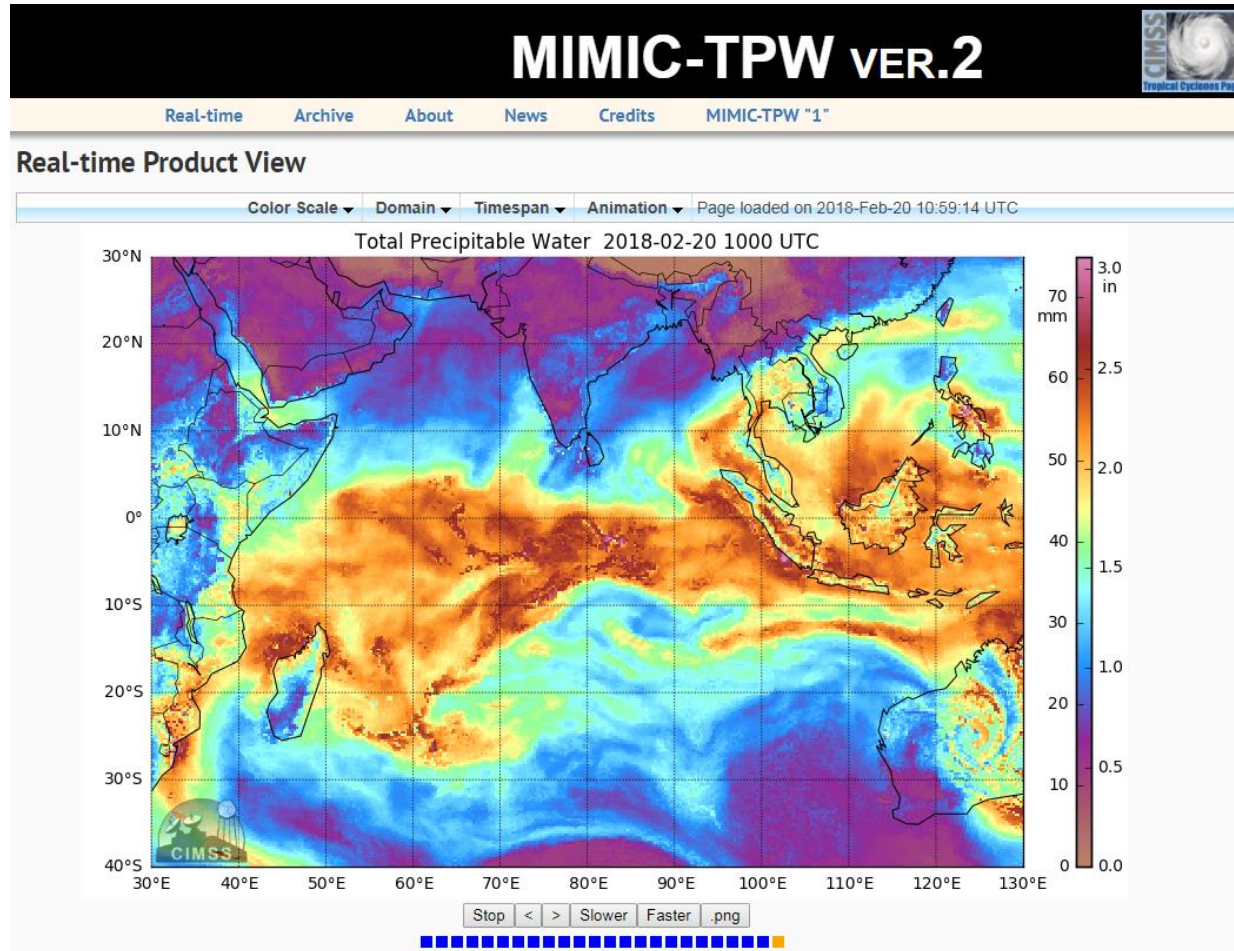 MIMIC-TPW VER.2
CIMSS
Real-time Archive About News Credits MIMIC-TPW "1"
Real-time Product View
Color Scale Domain Timespan Animation Page loaded on 2018-Feb-20 10:59:14 UTC
Total Precipitable Water 2018-02-20 1000 UTC
30°N
20°N
10°N
0°
10°S
20°S
30°S
40°S
30°E 40°E 50°E 60°E 70°E 80°E 90°E 100°E 110°E 120°E 130°E
CIMSS
70
mm
60
50
40
30
20
10
0
3.0
in
2.5
2.0
1.5
1.0
0.5
0.0
Stop < > Slower Faster .png